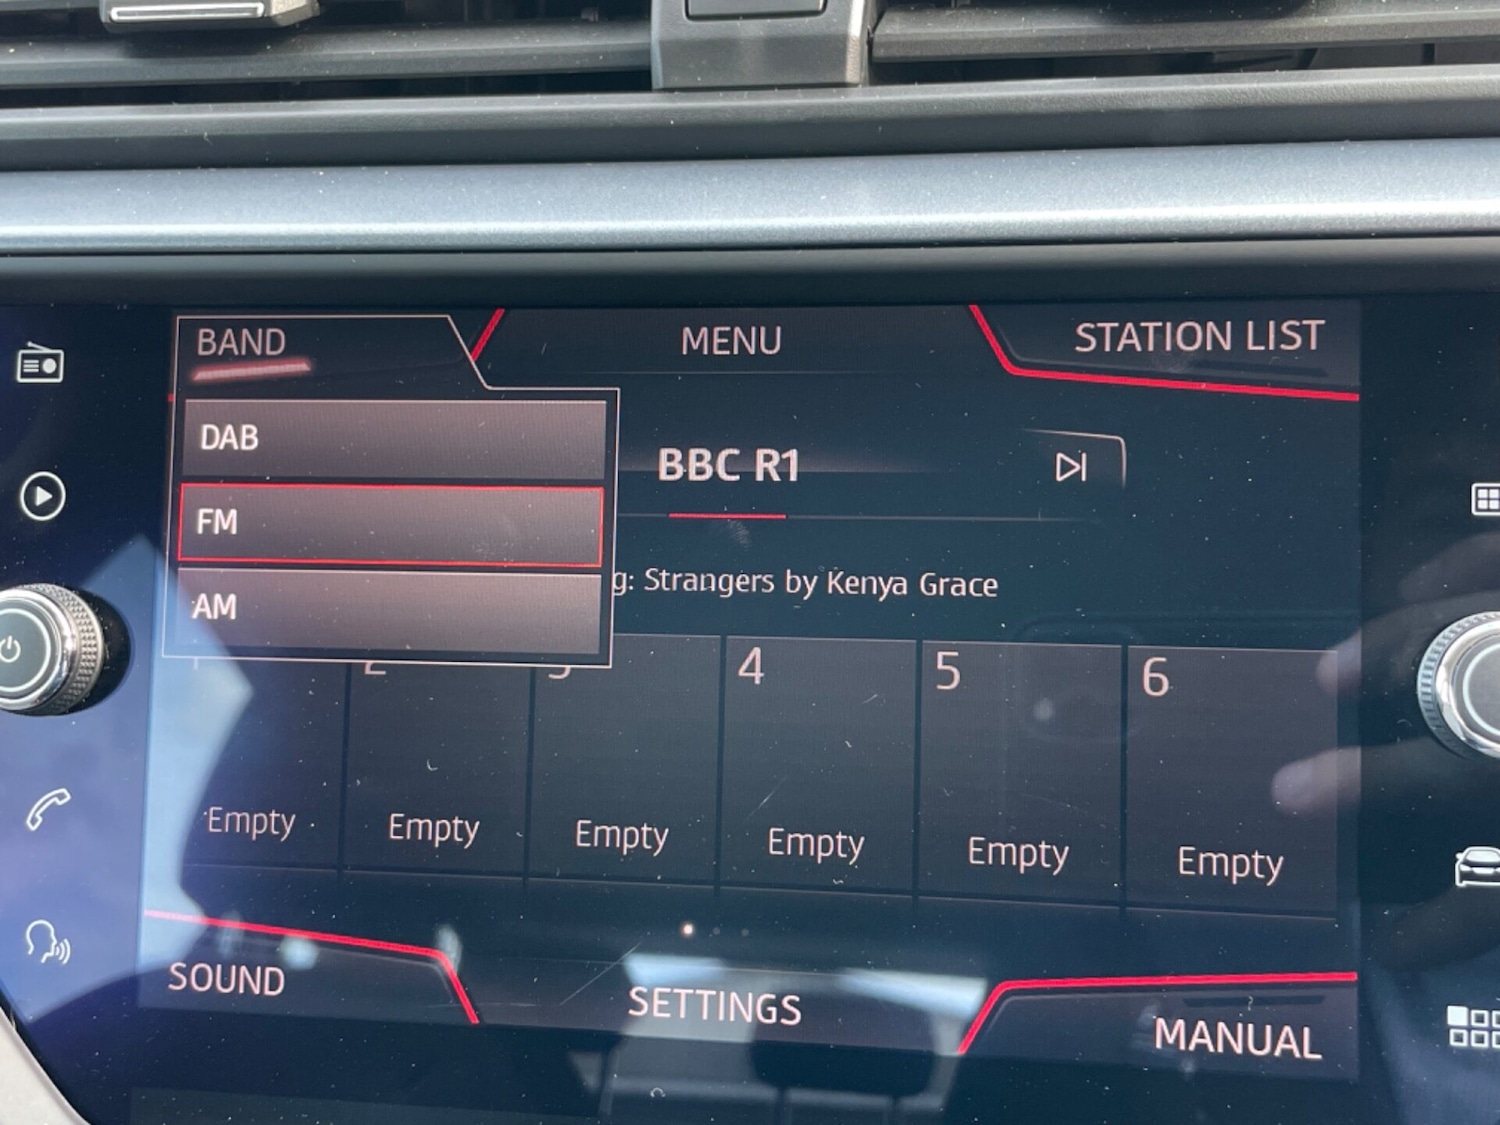 BAND
MENU
STATION LIST
DAB
FM
AM
BBC R1
g: Strangers by Kenya Grace
4
5
6
Empty
Empty
Empty
Empty
Empty
Empty
SOUND
SETTINGS
MANUAL